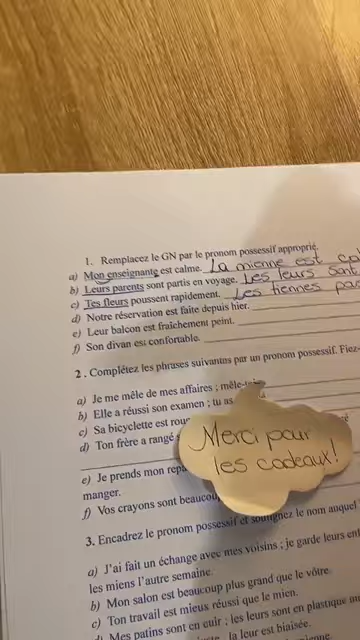 1. Remplacez le GN par le pronom possessif approprié.
a) Mon enseignante est calme. La mienne est
b) Leurs parents sont partis en voyage. Les leurs sont
c) Tes fleurs poussent rapidement. Les tiennes
d) Notre réservation est faite depuis hier.
e) Leur balcon est fraîchement peint.
f) Son divan est confortable.
2. Complétez les phrases suivantes par un pronom possessif.
a) Je me mêle de mes affaires ;
b) Elle a réussi son examen ; tu as
c) Sa bicyclette est
d) Ton frère a rangé
e) Je prends mon
manger.
f) Vos crayons sont
3. Encadrez le pronom possessif et soulignez le nom auquel
a) J'ai fait un échange avec mes voisins ; je garde leurs
les miens l'autre semaine.
b) Mon salon est beaucoup plus grand que le vôtre.
c) Ton travail est mieux réussi que le mien.
d) Mes patins sont en cuir ; les leurs sont en plastique
la leur est biaisée.
Merci pour
les cadeaux!